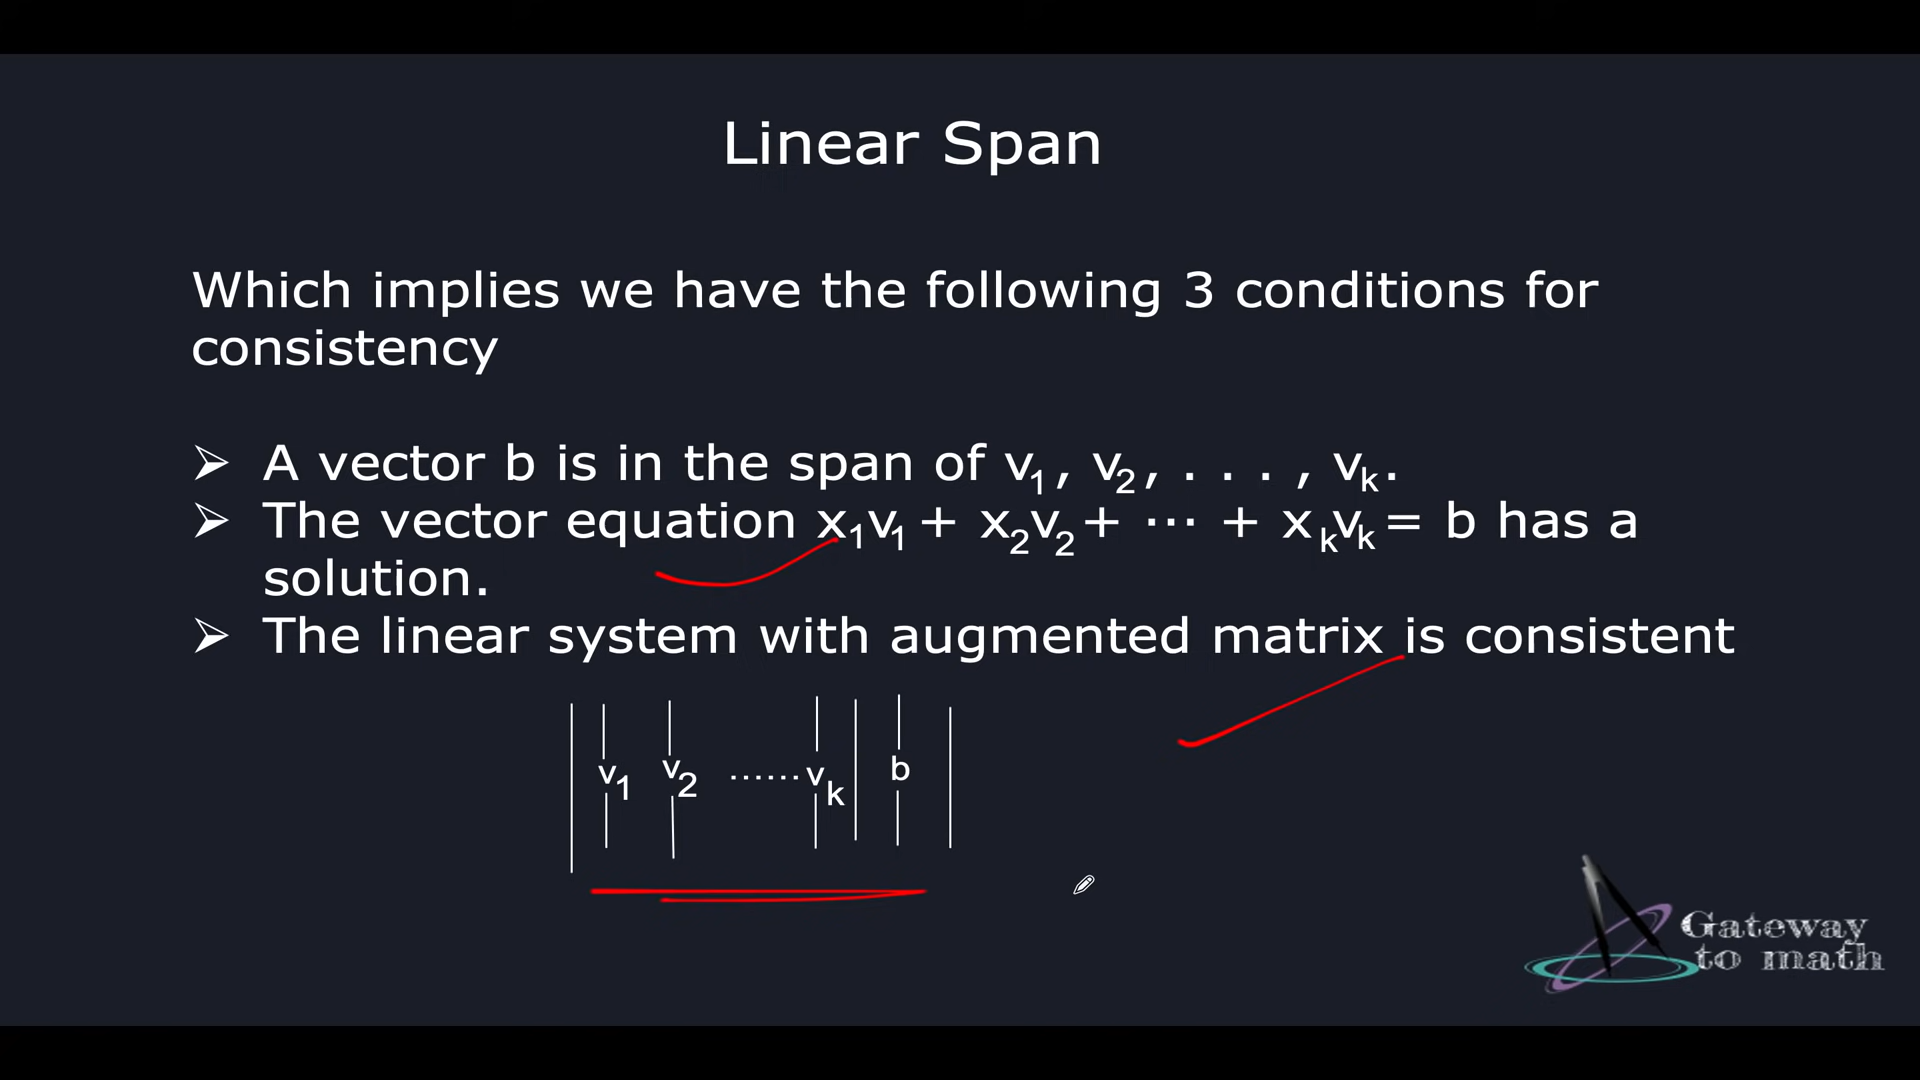 Linear Span
Which implies we have the following 3 conditions for
consistency
➢ A vector b is in the span of v₁, v₂, . . . , vₖ.
➢ The vector equation x₁v₁ + x₂v₂ + ··· + xₖvₖ = b has a
solution.
➢ The linear system with augmented matrix is consistent
v₁ v₂ ......vₖ | b
Gateway
to math